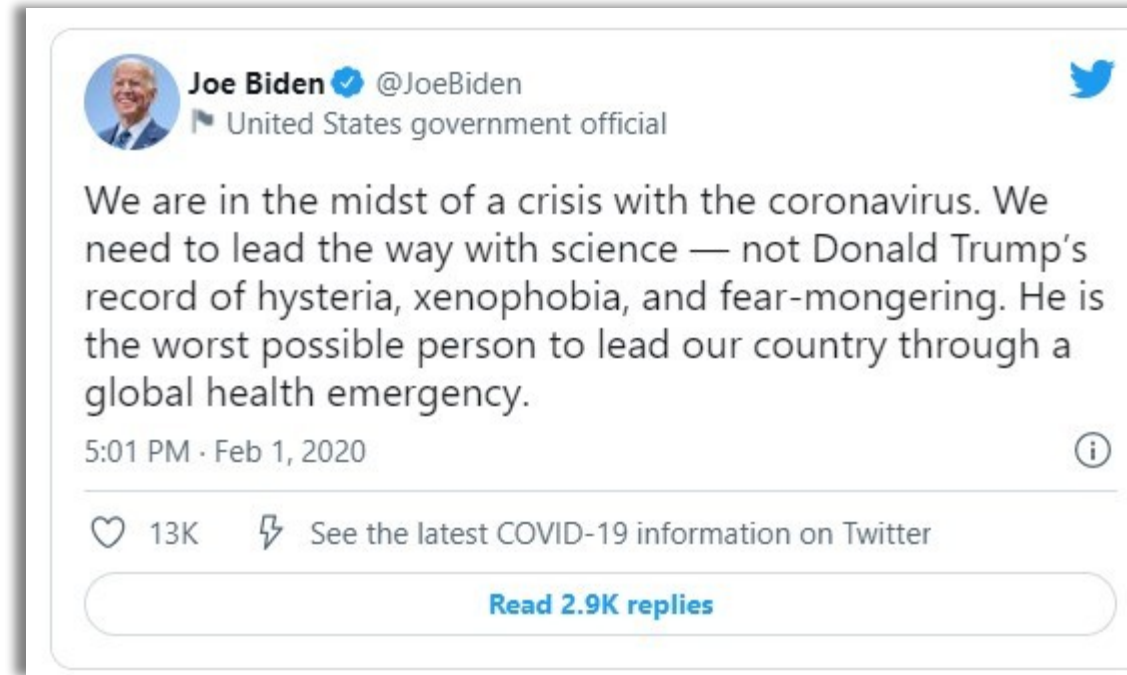 Joe Biden @JoeBiden
United States government official
We are in the midst of a crisis with the coronavirus. We
need to lead the way with science — not Donald Trump’s
record of hysteria, xenophobia, and fear-mongering. He is
the worst possible person to lead our country through a
global health emergency.
5:01 PM · Feb 1, 2020
13K See the latest COVID-19 information on Twitter
Read 2.9K replies